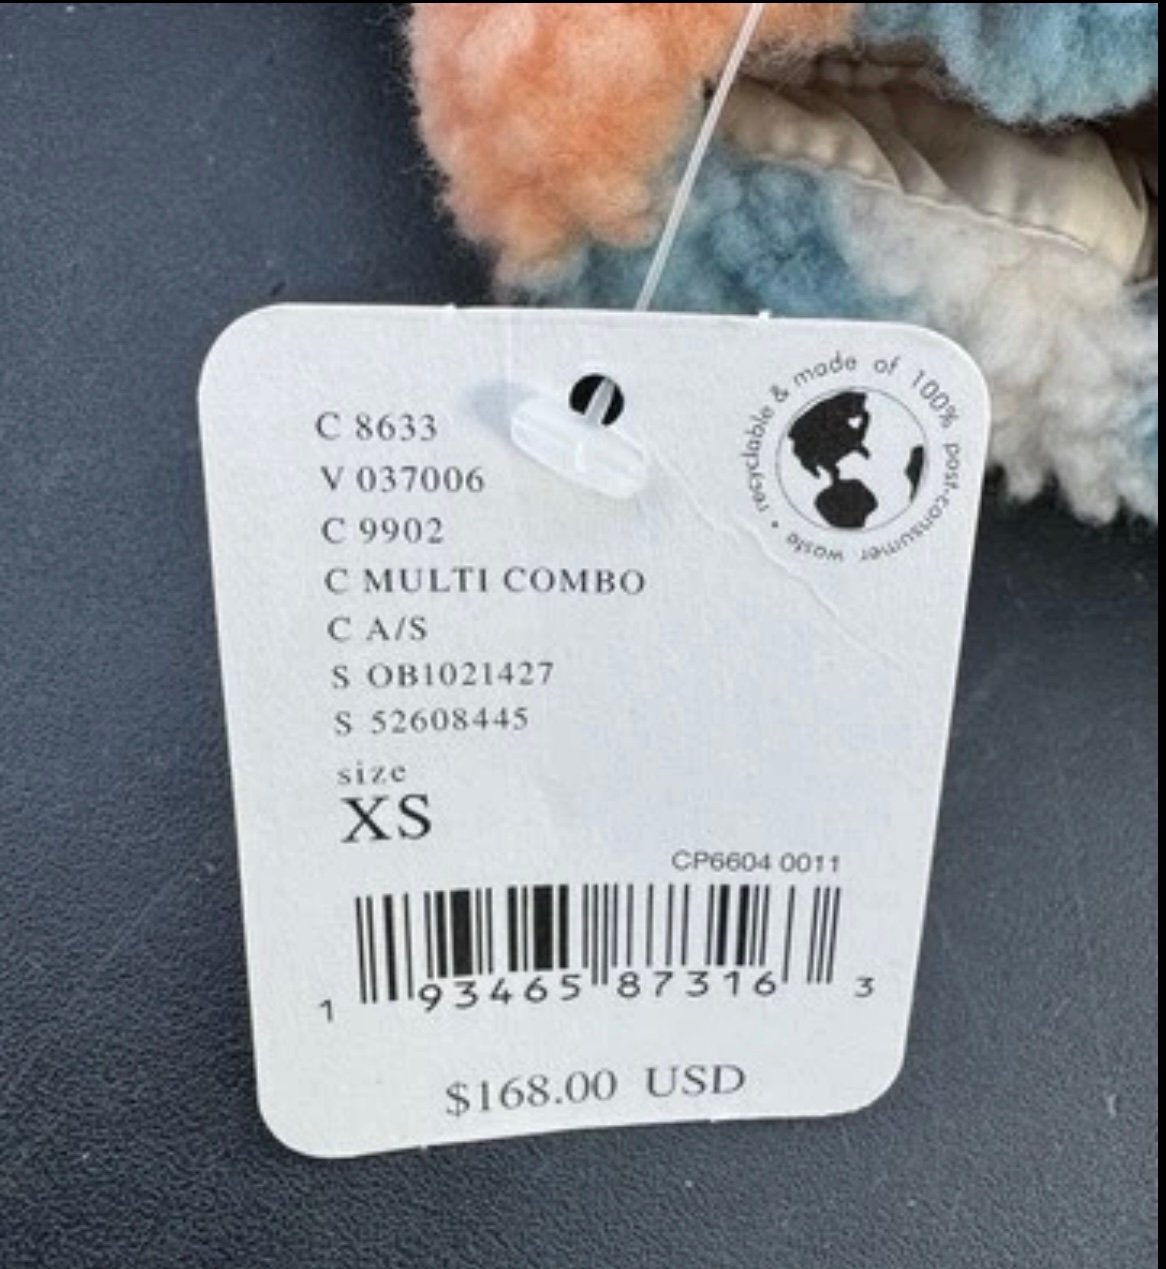 C 8633
V 037006
C 9902
C MULTI COMBO
C A/S
S OB1021427
S 52608445
size
XS
recyclable & made of 100% post-consumer waste •
CP6604 0011
1 93465 87316 3
$168.00 USD